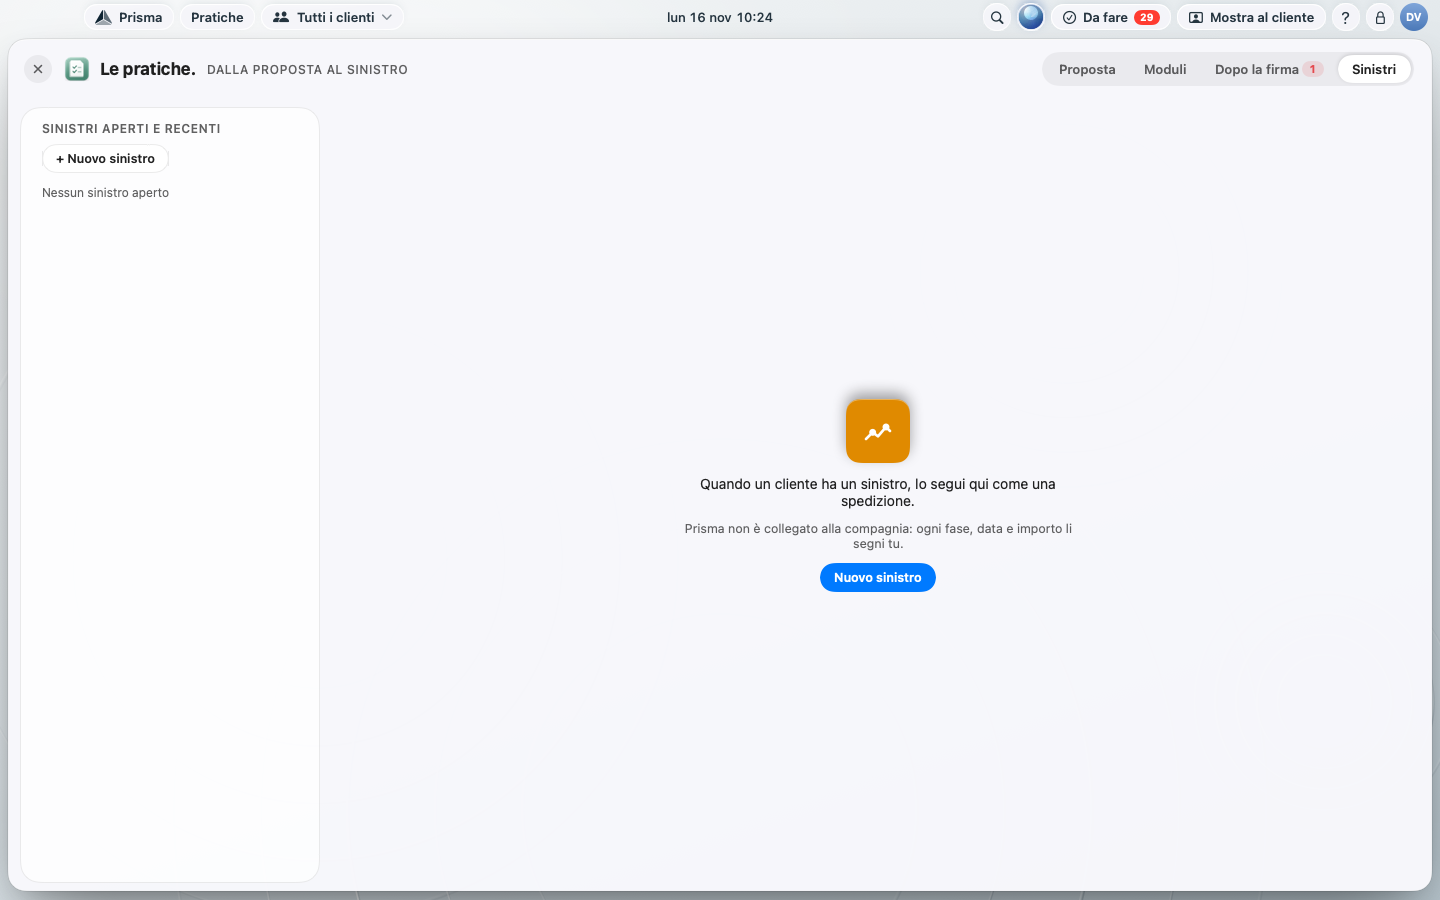 Prisma
Pratiche
Tutti i clienti
lun 16 nov 10:24
Da fare 29
Mostra al cliente
?
DV
Le pratiche. DALLA PROPOSTA AL SINISTRO
Proposta
Moduli
Dopo la firma 1
Sinistri
SINISTRI APERTI E RECENTI
+ Nuovo sinistro
Nessun sinistro aperto
Quando un cliente ha un sinistro, lo segui qui come una
spedizione.
Prisma non è collegato alla compagnia: ogni fase, data e importo li
segni tu.
Nuovo sinistro